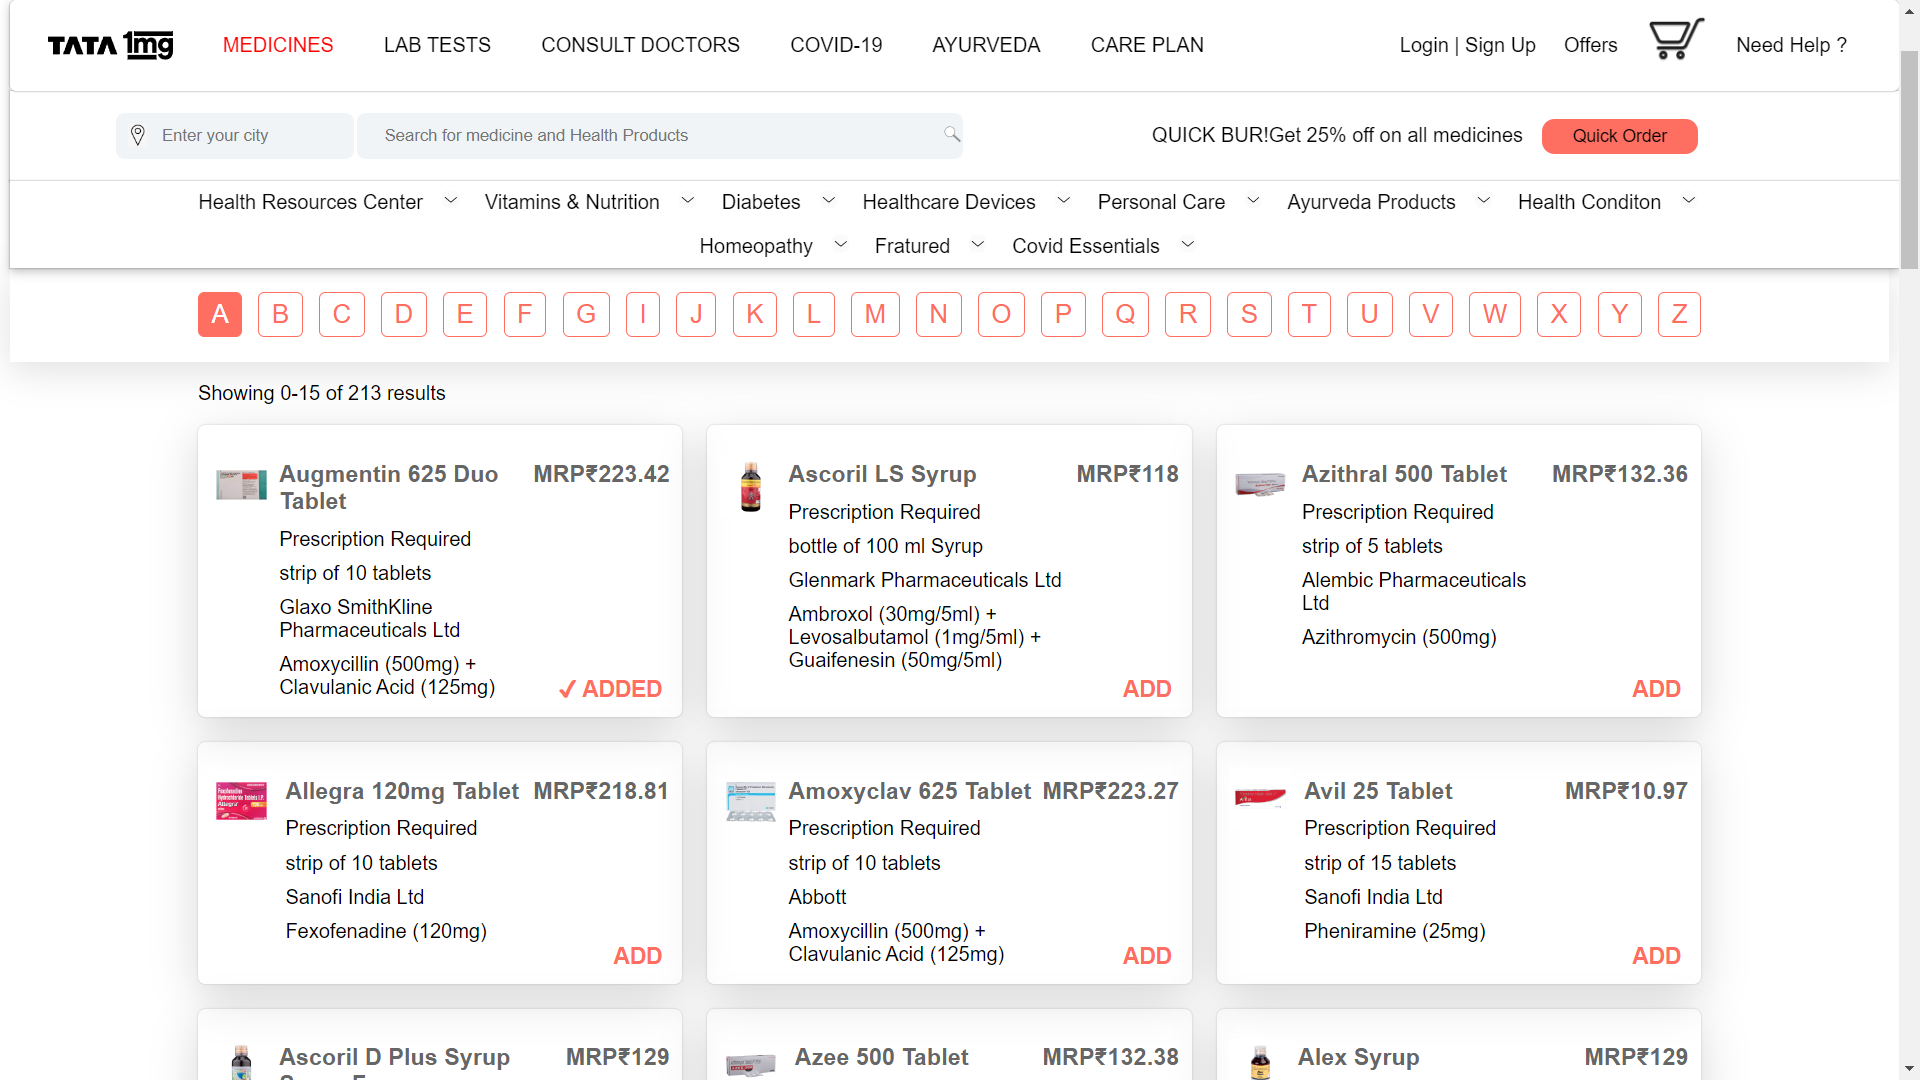 TATA 1mg
MEDICINES
LAB TESTS
CONSULT DOCTORS
COVID-19
AYURVEDA
CARE PLAN
Login | Sign Up
Offers
Need Help ?
Enter your city
Search for medicine and Health Products
QUICK BUR!Get 25% off on all medicines
Quick Order
Health Resources Center
Vitamins & Nutrition
Diabetes
Healthcare Devices
Personal Care
Ayurveda Products
Health Conditon
Homeopathy
Fratured
Covid Essentials
A B C D E F G I J K L M N O P Q R S T U V W X Y Z
Showing 0-15 of 213 results
Augmentin 625 Duo
Tablet
MRP₹223.42
Prescription Required
strip of 10 tablets
Glaxo SmithKline
Pharmaceuticals Ltd
Amoxycillin (500mg) +
Clavulanic Acid (125mg)
✓ ADDED
Ascoril LS Syrup
MRP₹118
Prescription Required
bottle of 100 ml Syrup
Glenmark Pharmaceuticals Ltd
Ambroxol (30mg/5ml) +
Levosalbutamol (1mg/5ml) +
Guaifenesin (50mg/5ml)
ADD
Azithral 500 Tablet
MRP₹132.36
Prescription Required
strip of 5 tablets
Alembic Pharmaceuticals
Ltd
Azithromycin (500mg)
ADD
Allegra 120mg Tablet
MRP₹218.81
Prescription Required
strip of 10 tablets
Sanofi India Ltd
Fexofenadine (120mg)
ADD
Amoxyclav 625 Tablet
MRP₹223.27
Prescription Required
strip of 10 tablets
Abbott
Amoxycillin (500mg) +
Clavulanic Acid (125mg)
ADD
Avil 25 Tablet
MRP₹10.97
Prescription Required
strip of 15 tablets
Sanofi India Ltd
Pheniramine (25mg)
ADD
Ascoril D Plus Syrup
MRP₹129
Azee 500 Tablet
MRP₹132.38
Alex Syrup
MRP₹129